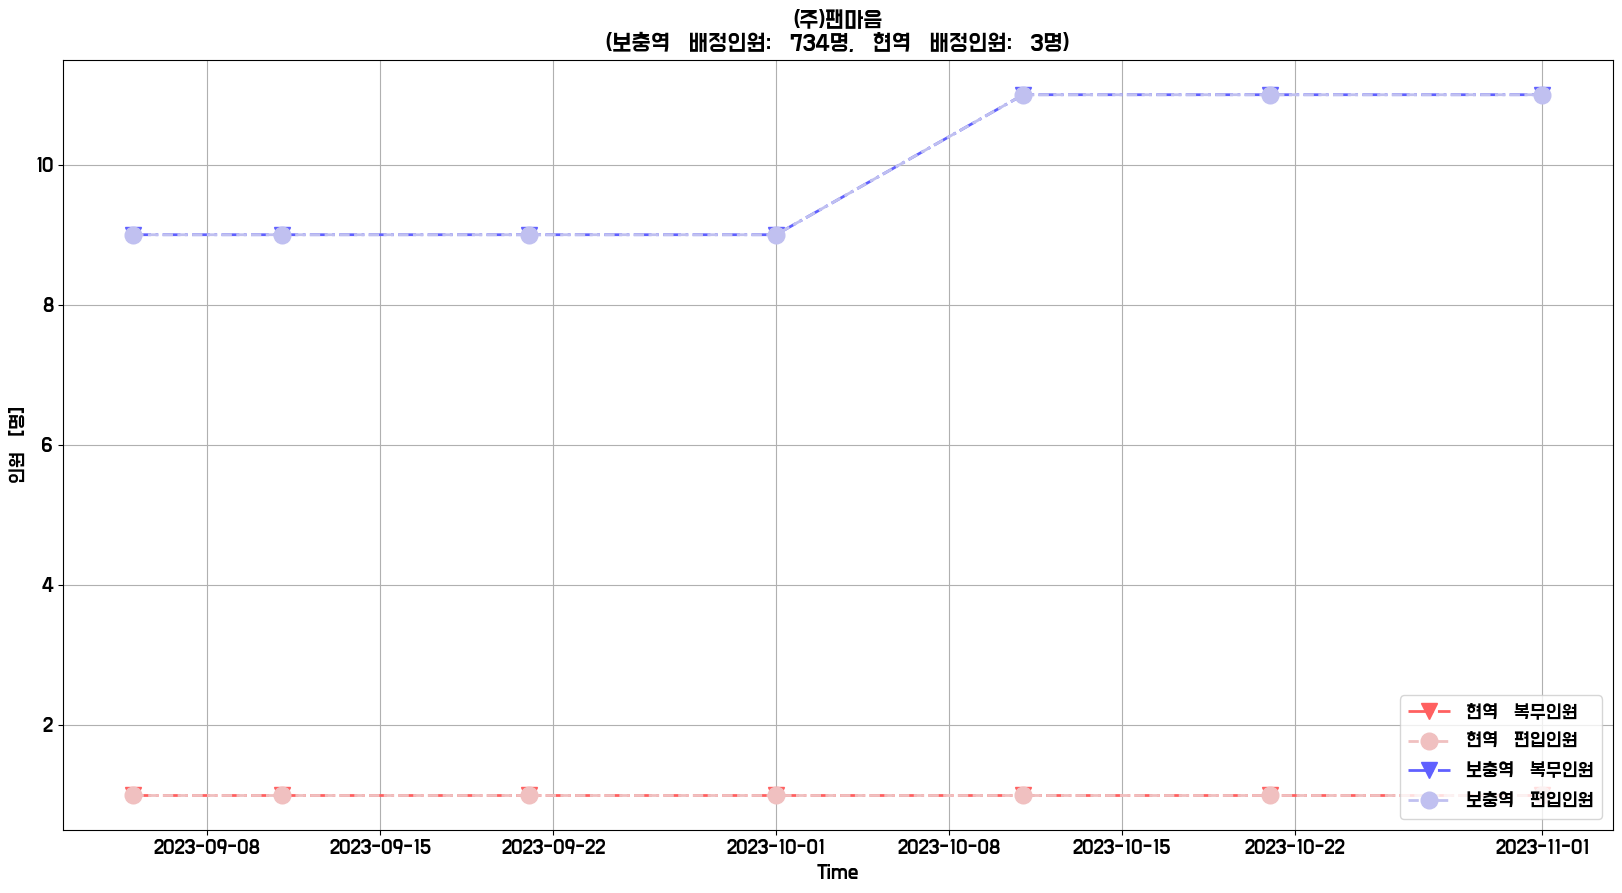 (주)팬마음
(보충역 배정인원: 734명, 현역 배정인원: 3명)
인원 [명]
10
8
6
4
2
현역 복무인원
현역 편입인원
보충역 복무인원
보충역 편입인원
2023-09-08
2023-09-15
2023-09-22
2023-10-01
2023-10-08
2023-10-15
2023-10-22
2023-11-01
Time